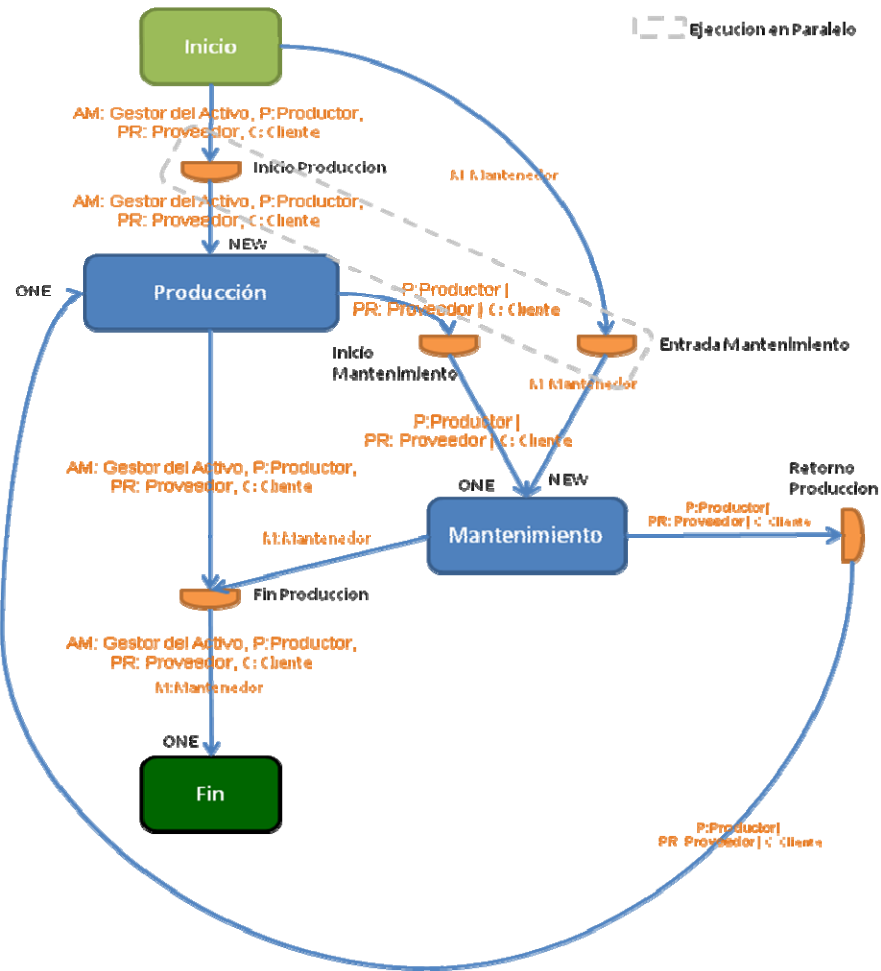 Inicio
Ejecucion en Paralelo
AM: Gestor del Activo, P:Productor,
PR: Proveedor, C: Cliente
Inicio Produccion
M:Mantenedor
AM: Gestor del Activo, P:Productor,
PR: Proveedor, C: Cliente
NEW
ONE
Producción
P:Productor |
PR: Proveedor | C: Cliente
Inicio
Mantenimiento
Entrada Mantenimiento
M:Mantenedor
P:Productor |
PR: Proveedor | C: Cliente
AM: Gestor del Activo, P:Productor,
PR: Proveedor, C: Cliente
ONE
NEW
Retorno
Produccion
Mantenimiento
P:Productor|
PR: Proveedor | C: Cliente
M:Mantenedor
Fin Produccion
AM: Gestor del Activo, P:Productor,
PR: Proveedor, C: Cliente
M:Mantenedor
ONE
Fin
P:Productor|
PR: Proveedor | C: Cliente